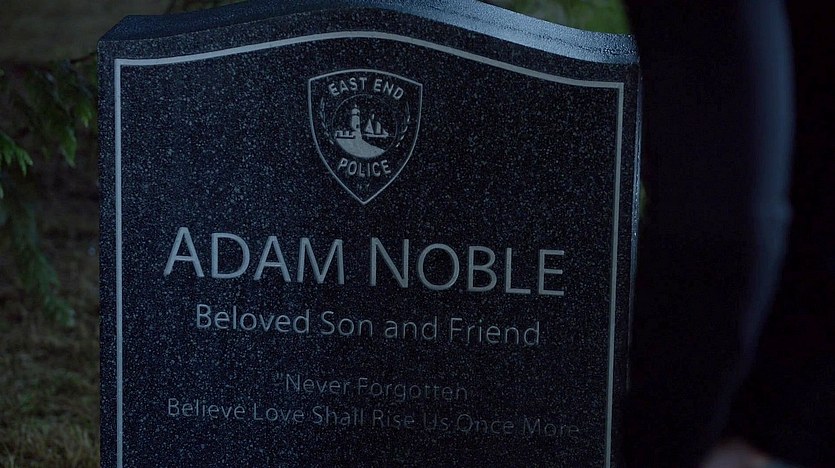 EAST END
POLICE
ADAM NOBLE
Beloved Son and Friend
"Never Forgotten
Believe Love Shall Rise Us Once More